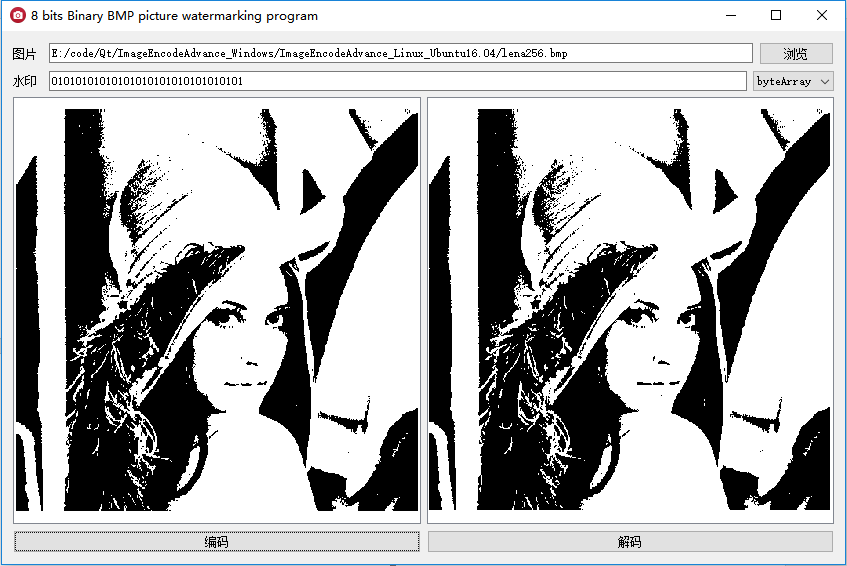 8 bits Binary BMP picture watermarking program
图片 E:/code/Qt/ImageEncodeAdvance_Windows/ImageEncodeAdvance_Linux_Ubuntu16.04/lena256.bmp 浏览
水印 01010101010101010101010101010101 byteArray
编码 解码